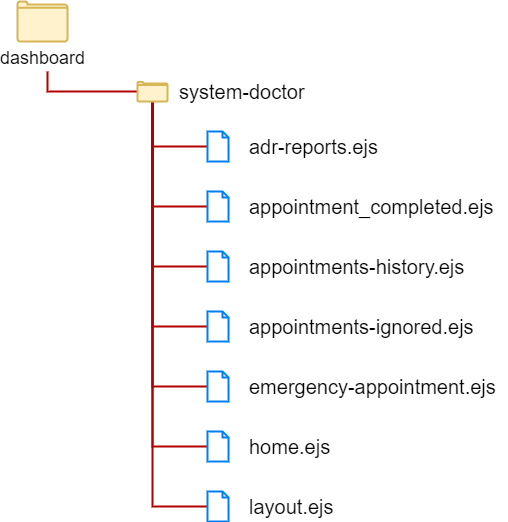 dashboard
system-doctor
adr-reports.ejs
appointment_completed.ejs
appointments-history.ejs
appointments-ignored.ejs
emergency-appointment.ejs
home.ejs
layout.ejs